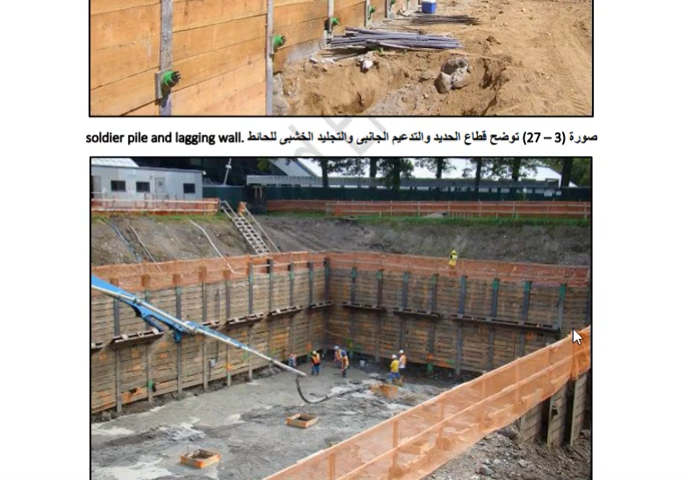 صورة (3 – 27) توضح قطاع الحديد والتدعيم الجانبى والتجليد الخشبى للحائط .soldier pile and lagging wall